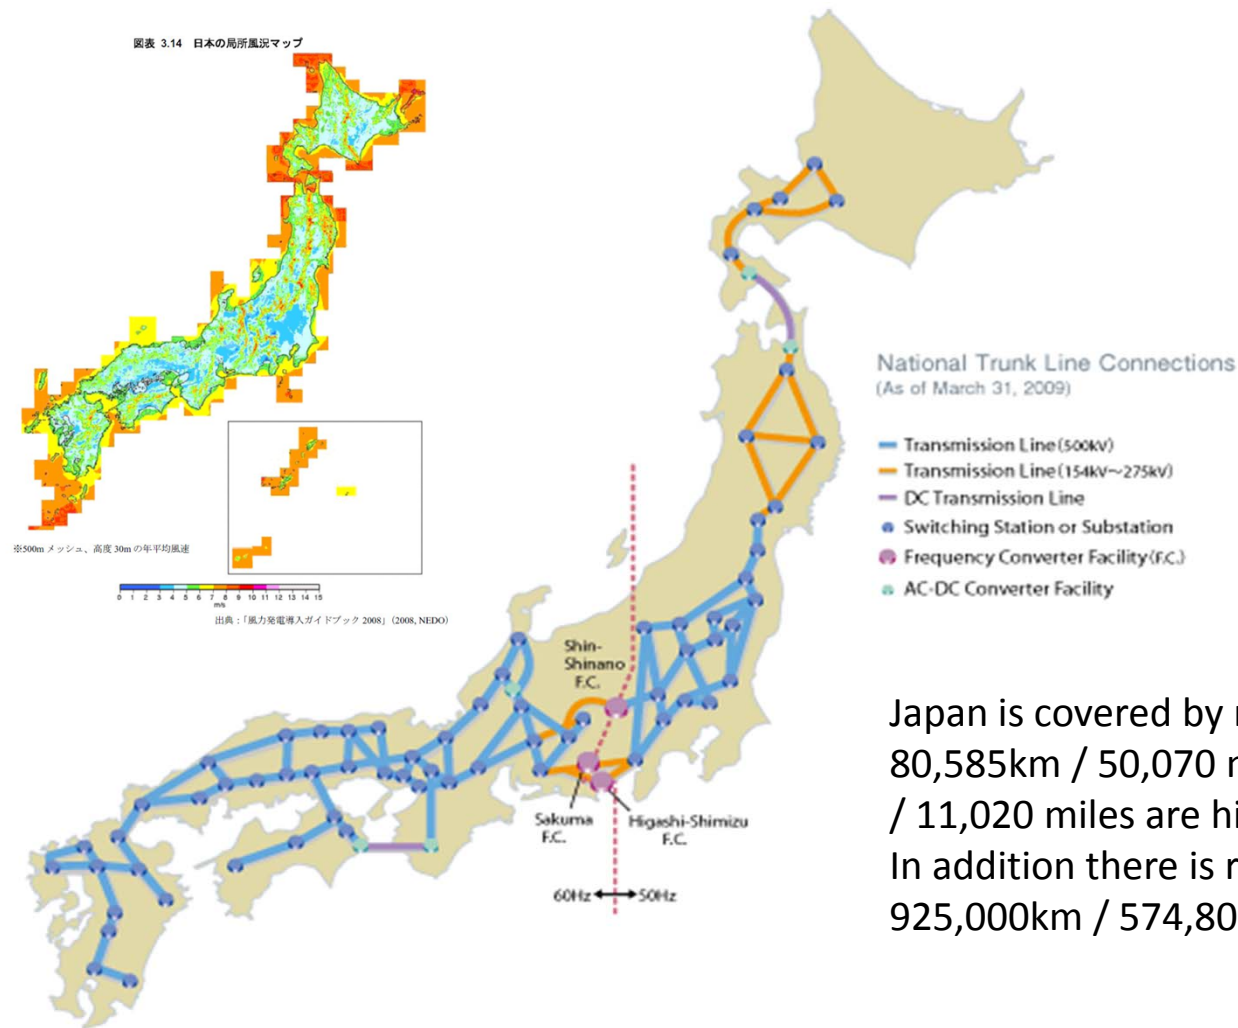 図表 3.14 日本の局所風況マップ
※500m メッシュ、高度 30m の年平均風速
0 1 2 3 4 5 6 7 8 9 10 11 12 13 14 15
m/s
出典:「風力発電導入ガイドブック 2008」(2008, NEDO)
National Trunk Line Connections
(As of March 31, 2009)
Transmission Line(500kV)
Transmission Line(154kV~275kV)
DC Transmission Line
Switching Station or Substation
Frequency Converter Facility(F.C.)
AC-DC Converter Facility
Shin-
Shinano
F.C.
Sakuma
F.C.
Higashi-Shimizu
F.C.
60Hz
50Hz
Japan is covered by
80,585km / 50,070
/ 11,020 miles are
In addition there is
925,000km / 574,80